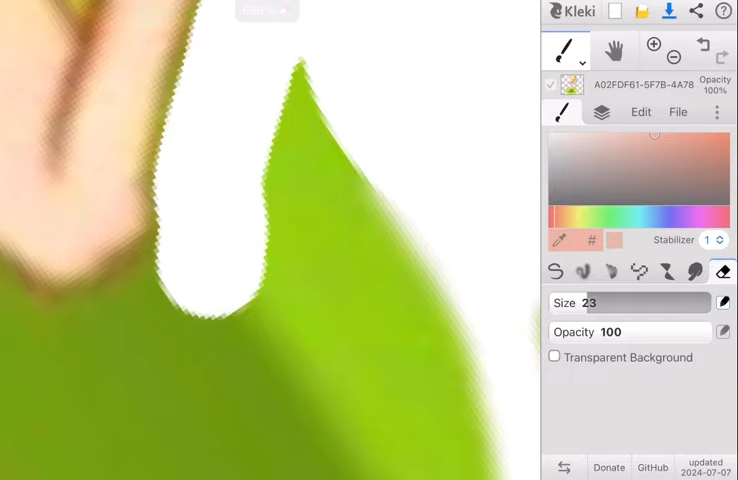 Kleki
A02FDF61-5F7B-4A78
Opacity
100%
Edit
File
#
Stabilizer 1
Size 23
Opacity 100
Transparent Background
Donate
GitHub
updated
2024-07-07